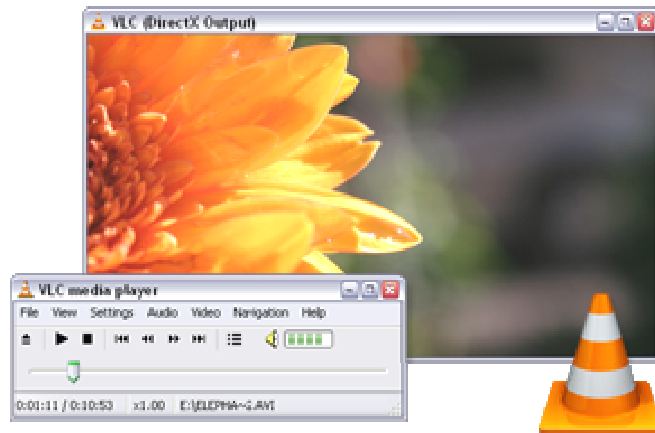 VLC (DirectX Output)
VLC media player
File View Settings Audio Video Navigation Help
0:01:11 / 0:10:53 x1.00 E:\ELEPHA~1.AVI